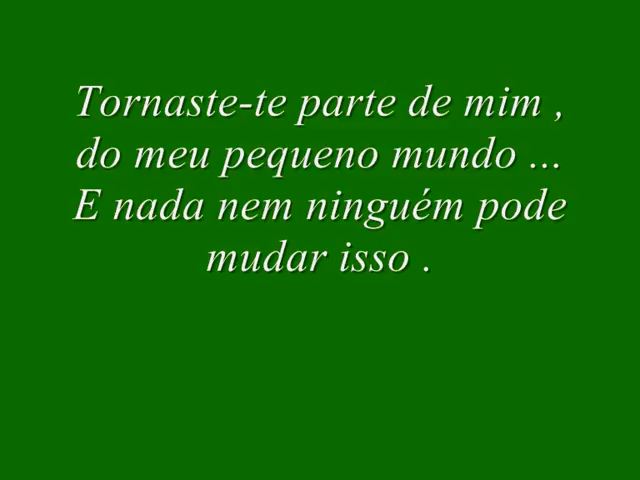 Tornaste-te parte de mim ,
do meu pequeno mundo ...
E nada nem ninguém pode
mudar isso .